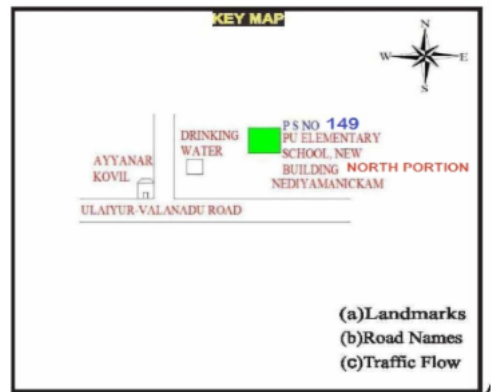 KEY MAP
N
W E
S
P S NO 149
DRINKING PU ELEMENTARY
WATER SCHOOL, NEW
AYYANAR BUILDING NORTH PORTION
KOVIL NEDIYAMANICKAM
ULAIYUR-VALANADU ROAD
(a)Landmarks
(b)Road Names
(c)Traffic Flow